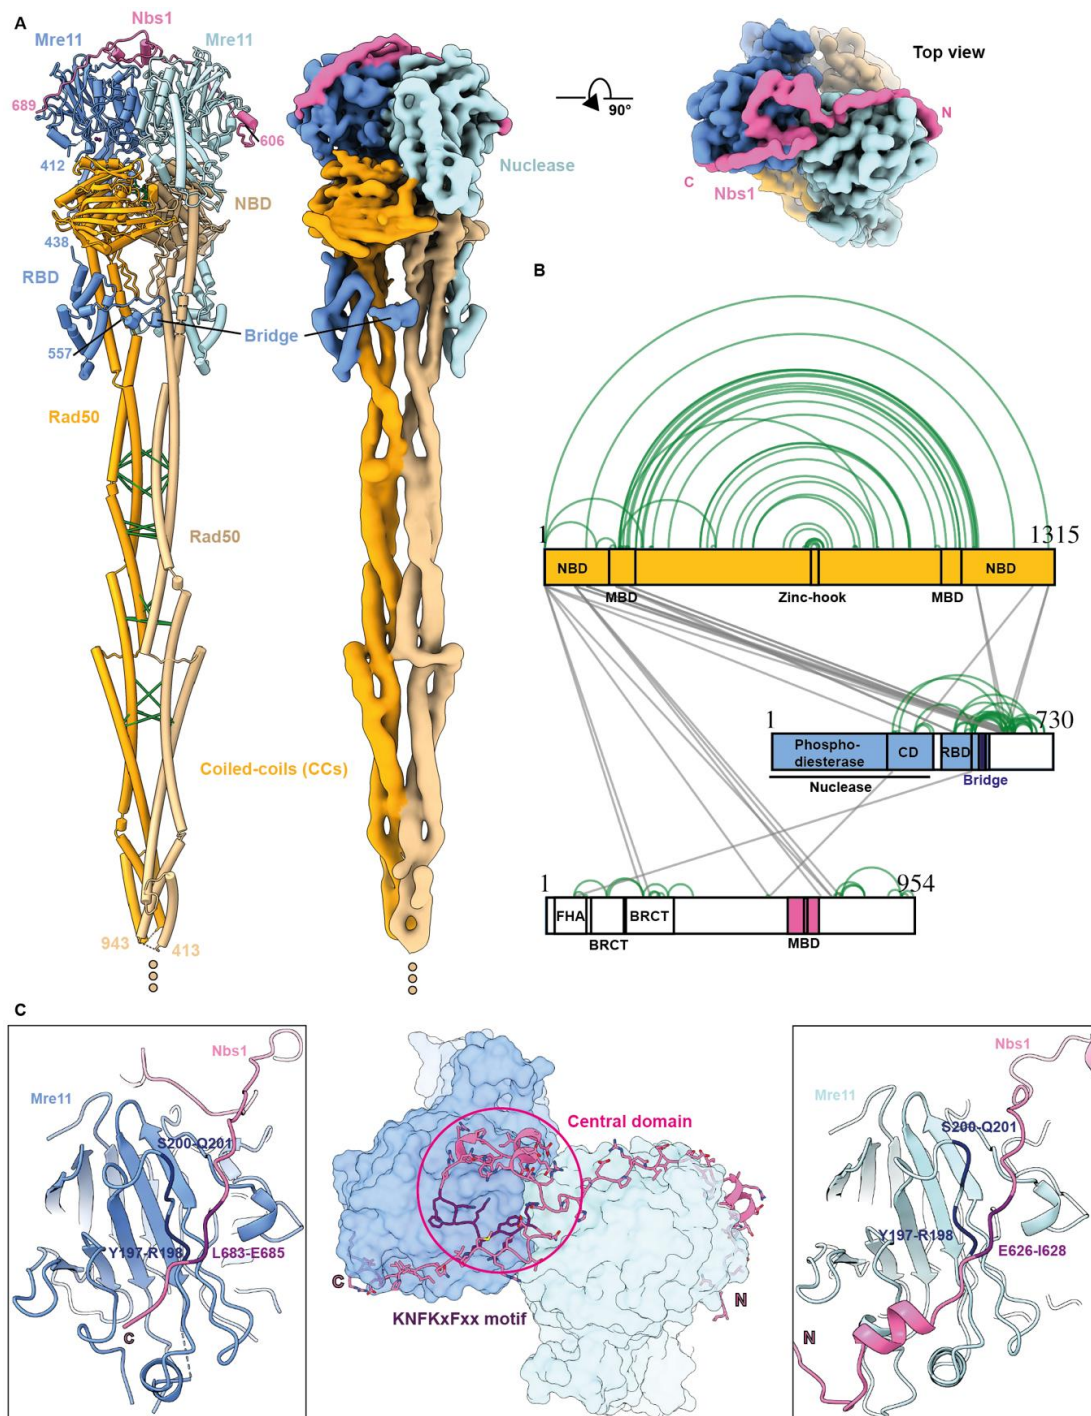 A
Nbs1
Mre11
Mre11
689
606
412
Nuclease
NBD
438
RBD
Bridge
557
Rad50
Rad50
Coiled-coils (CCs)
943
413
90°
Top view
N
C
Nbs1
B
1
1315
NBD
NBD
MBD
Zinc-hook
MBD
1
730
Phospho-
diesterase
CD
RBD
Nuclease
Bridge
1
954
FHA
BRCT
BRCT
MBD
C
Nbs1
Mre11
S200-Q201
Y197-R198
L683-E685
C
Central domain
C
N
KNFKxFxx motif
Nbs1
Mre11
S200-Q201
Y197-R198
E626-I628
N